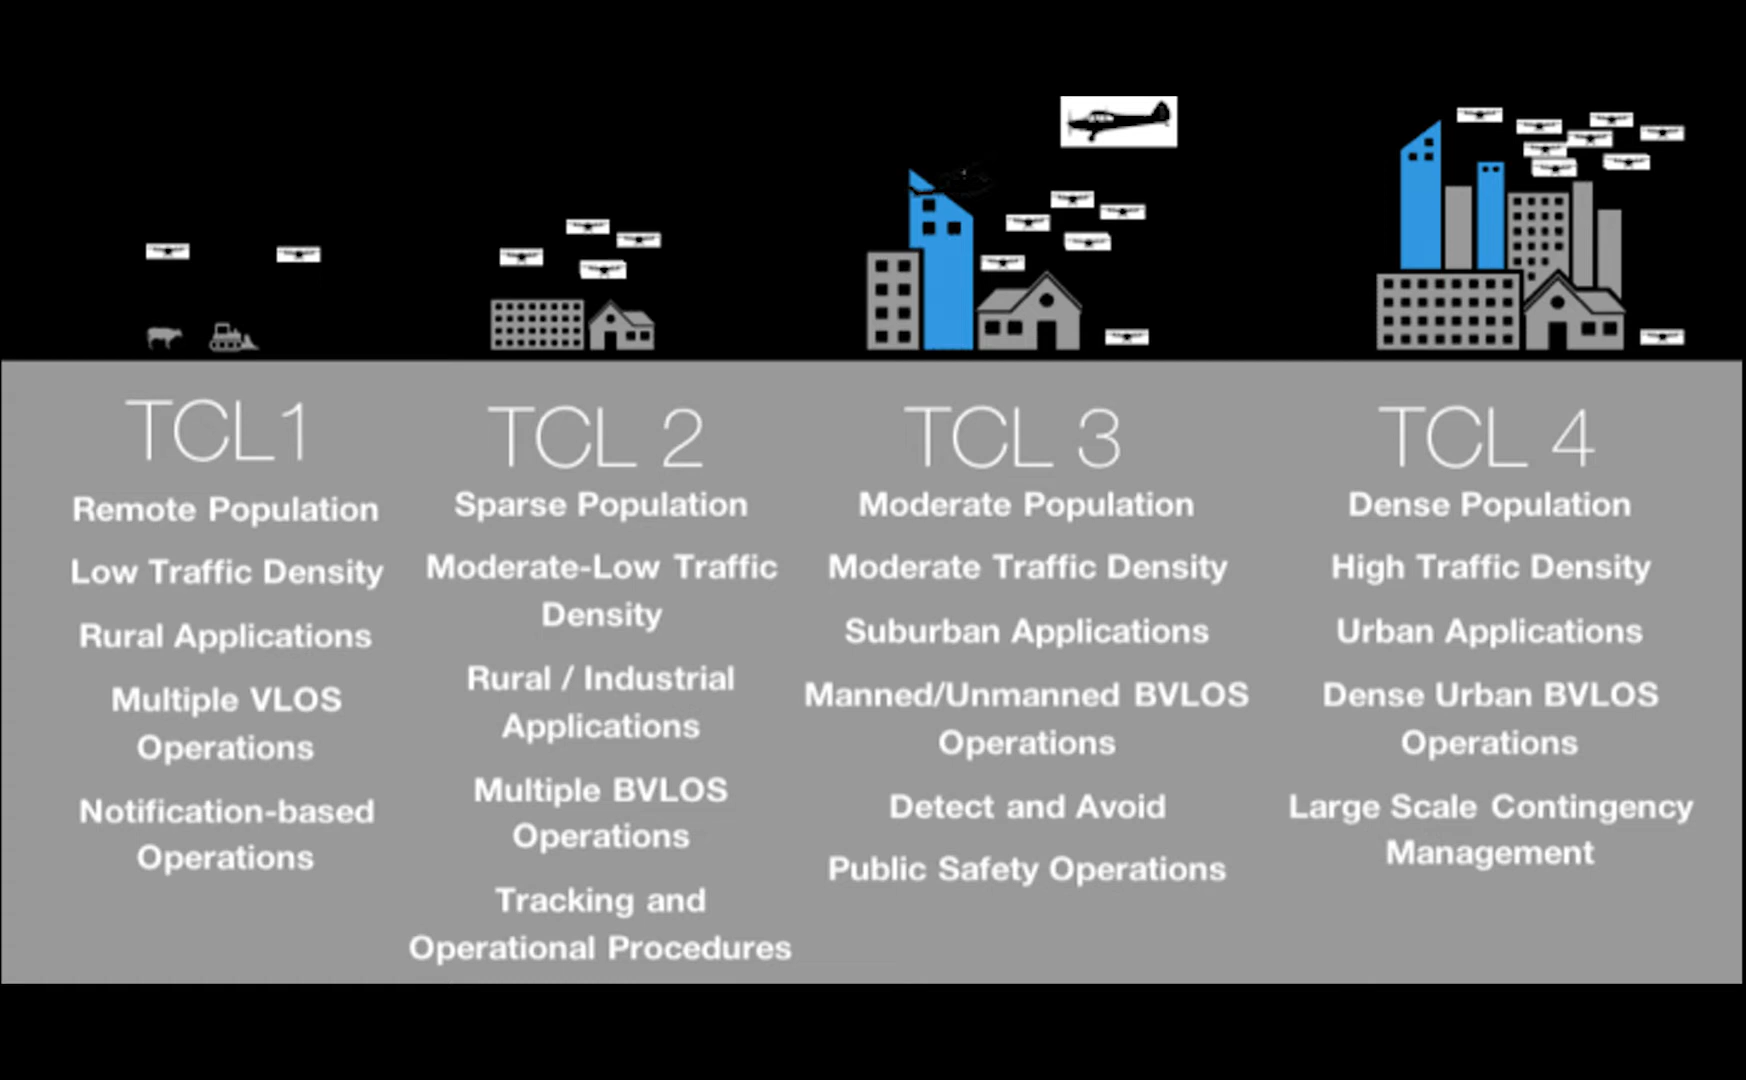 TCL1
Remote Population
Low Traffic Density
Rural Applications
Multiple VLOS
Operations
Notification-based
Operations
TCL 2
Sparse Population
Moderate-Low Traffic
Density
Rural / Industrial
Applications
Multiple BVLOS
Operations
Tracking and
Operational Procedures
TCL 3
Moderate Population
Moderate Traffic Density
Suburban Applications
Manned/Unmanned BVLOS
Operations
Detect and Avoid
Public Safety Operations
TCL 4
Dense Population
High Traffic Density
Urban Applications
Dense Urban BVLOS
Operations
Large Scale Contingency
Management